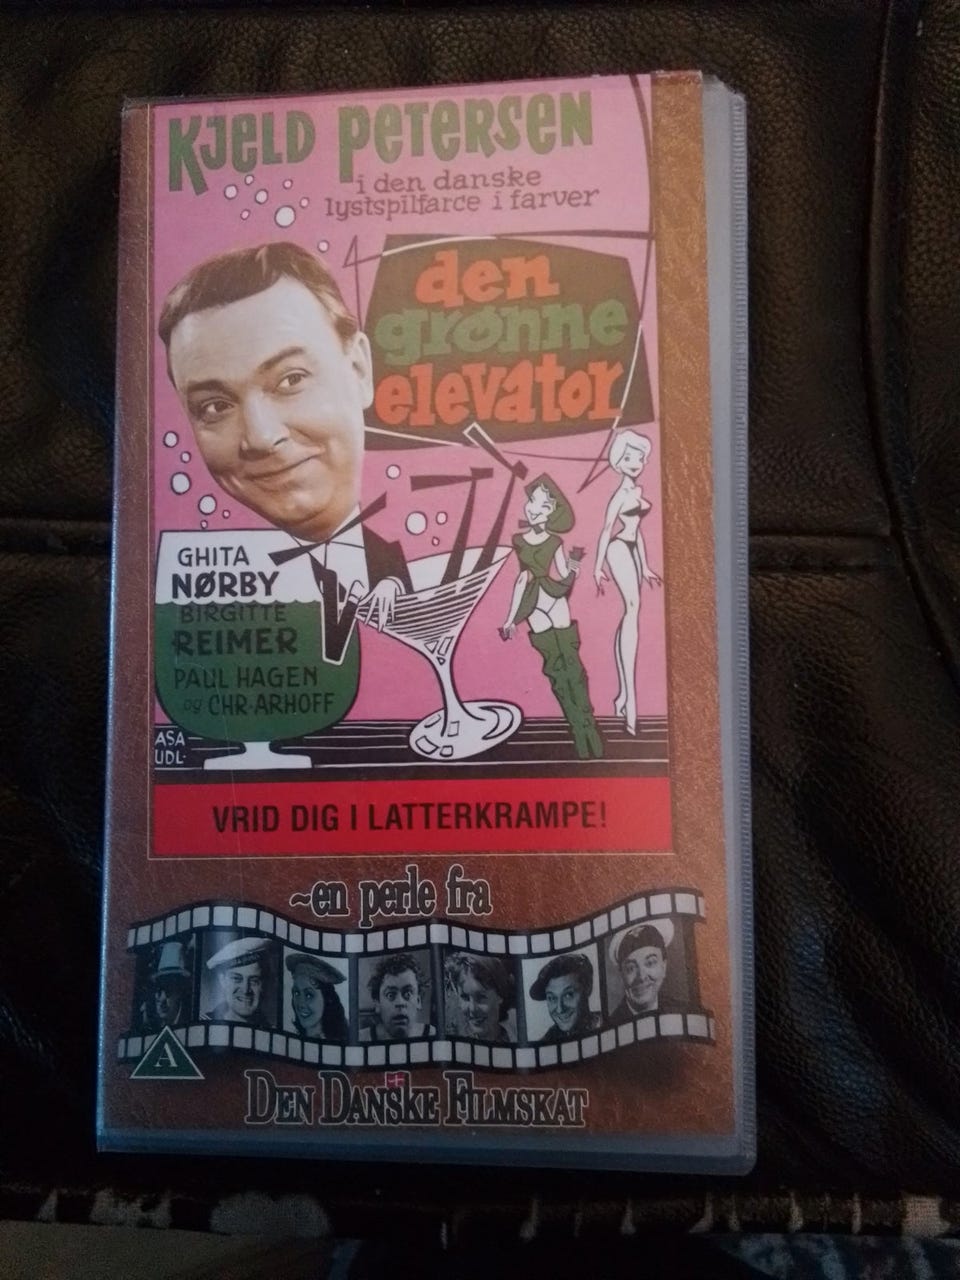 KJELD PETERSEN
i den danske
lystspilfarce i farver
den
grønne
elevator
GHITA
NØRBY
BIRGITTE
REIMER
PAUL HAGEN
og CHR. ARHOFF
ASA
UDL.
VRID DIG I LATTERKRAMPE!
~en perle fra
A
DEN DANSKE FILMSKAT